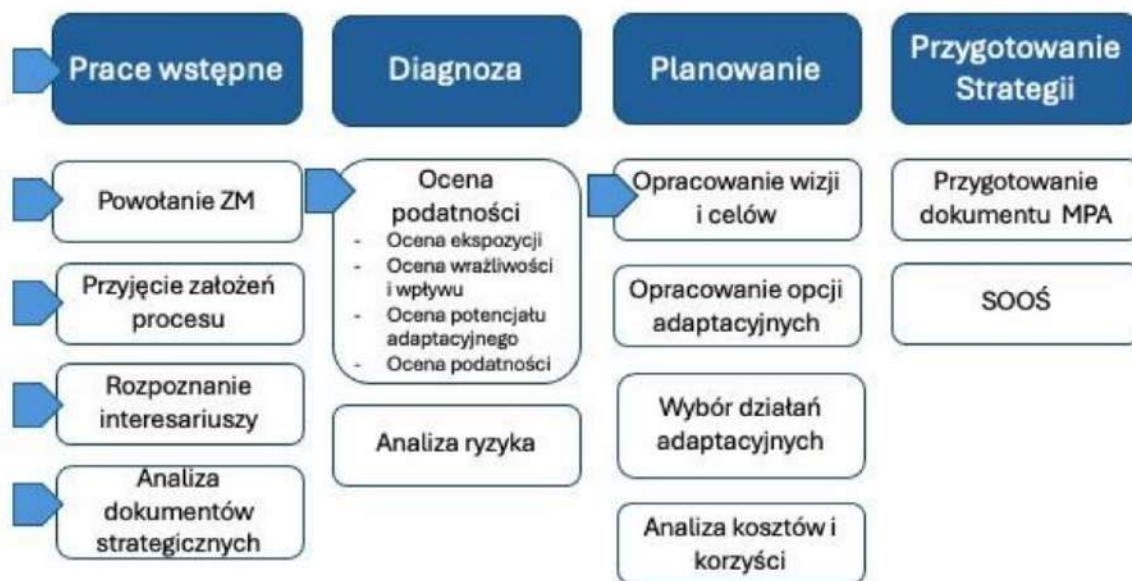 Prace wstępne
Powołanie ZM
Przyjęcie założeń
procesu
Rozpoznanie
interesariuszy
Analiza
dokumentów
strategicznych
Diagnoza
Ocena
podatności
- Ocena ekspozycji
- Ocena wrażliwości
i wpływu
- Ocena potencjału
adaptacyjnego
- Ocena podatności
Analiza ryzyka
Planowanie
Opracowanie wizji
i celów
Opracowanie opcji
adaptacyjnych
Wybór działań
adaptacyjnych
Analiza kosztów i
korzyści
Przygotowanie
Strategii
Przygotowanie
dokumentu MPA
SOOŚ